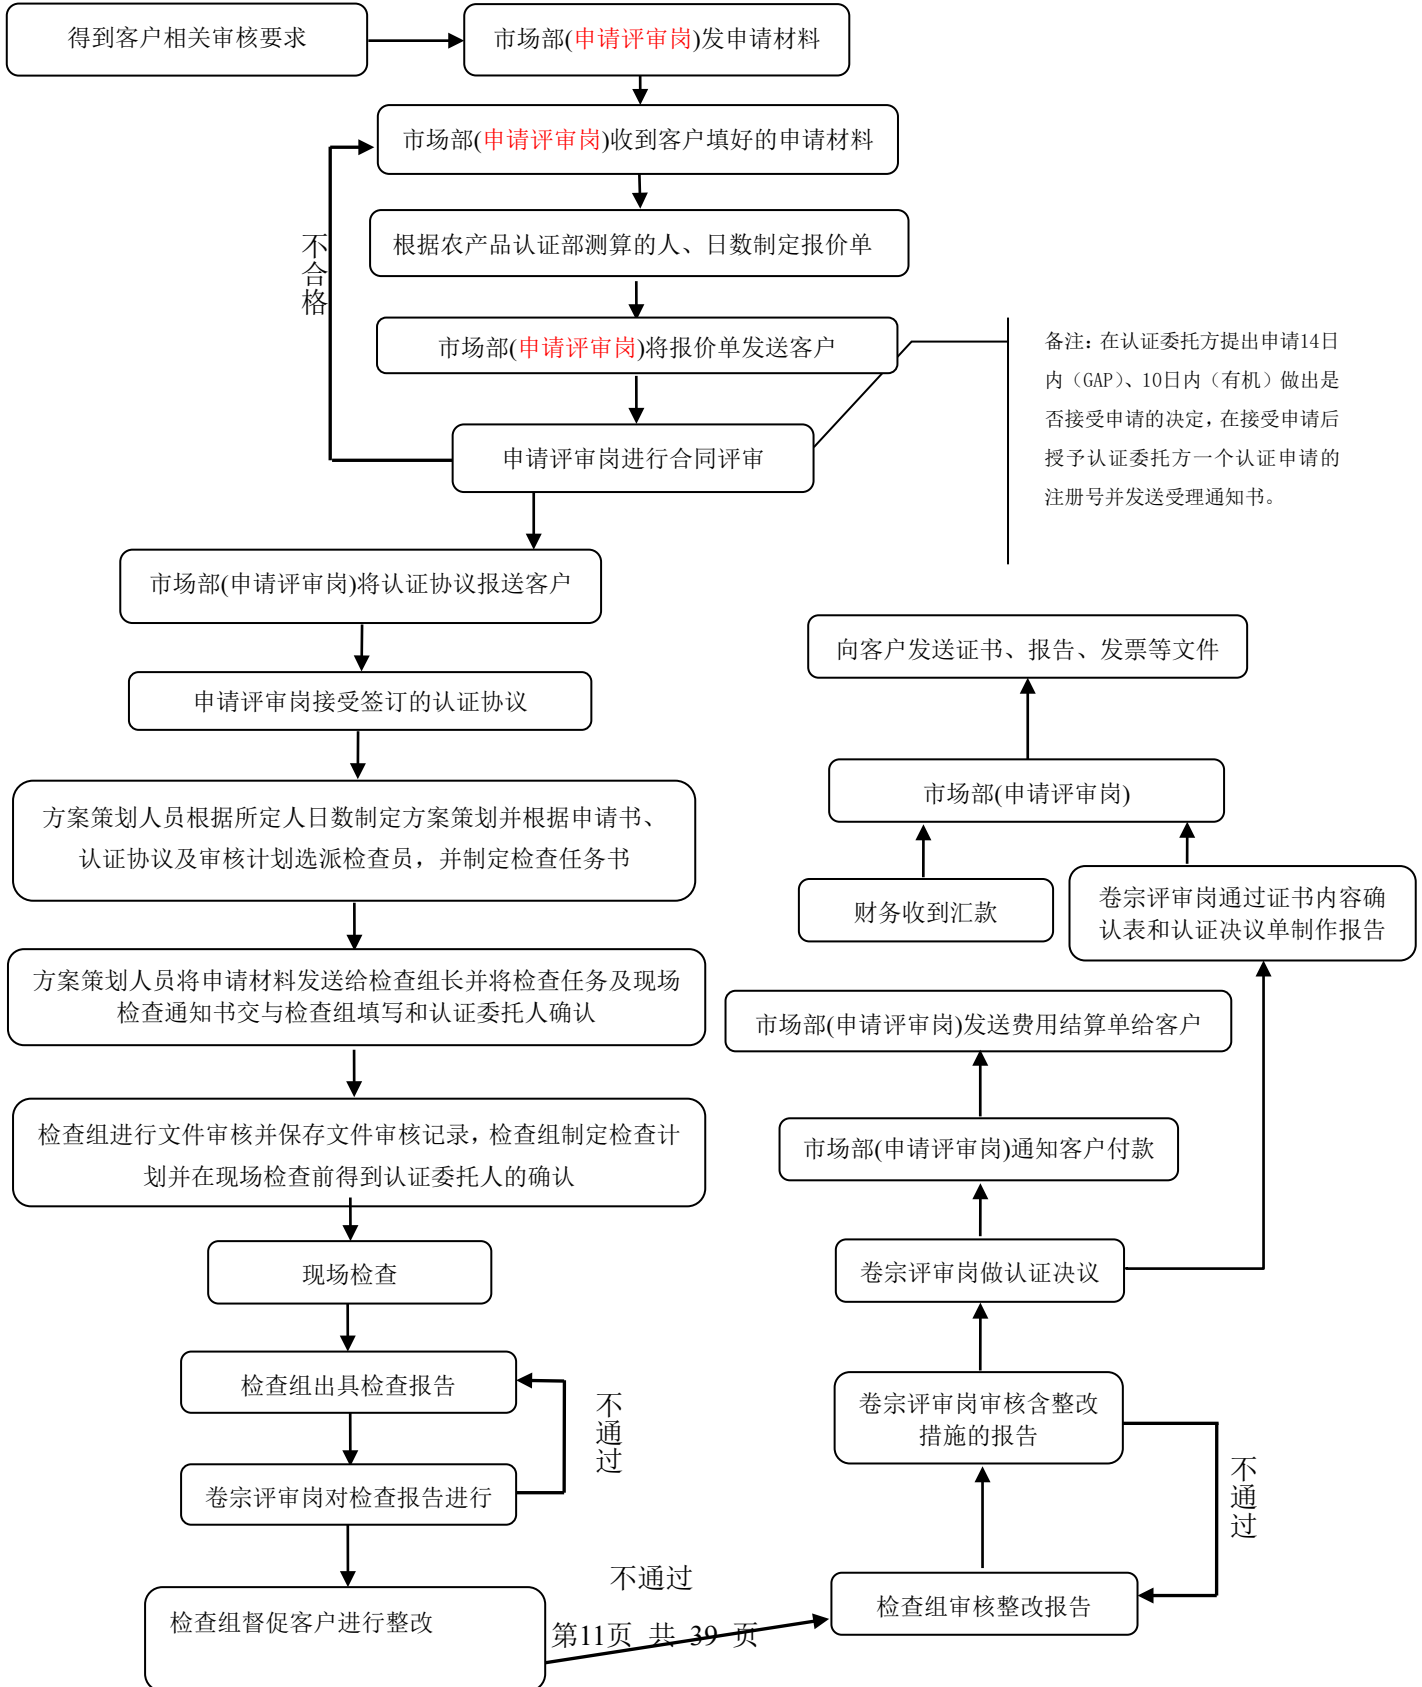 得到客户相关审核要求
市场部(申请评审岗)发申请材料
市场部(申请评审岗)收到客户填好的申请材料
根据农产品认证部测算的人、日数制定报价单
不合格
市场部(申请评审岗)将报价单发送客户
申请评审岗进行合同评审
备注：在认证委托方提出申请14日
内（GAP）、10日内（有机）做出是
否接受申请的决定，在接受申请后
授予认证委托方一个认证申请的
注册号并发送受理通知书。
市场部(申请评审岗)将认证协议报送客户
申请评审岗接受签订的认证协议
方案策划人员根据所定人日数制定方案策划并根据申请书、
认证协议及审核计划选派检查员，并制定检查任务书
方案策划人员将申请材料发送给检查组长并将检查任务及现场
检查通知书交与检查组填写和认证委托人确认
检查组进行文件审核并保存文件审核记录，检查组制定检查计
划并在现场检查前得到认证委托人的确认
现场检查
检查组出具检查报告
不通过
卷宗评审岗对检查报告进行
检查组督促客户进行整改
不通过
检查组审核整改报告
不通过
卷宗评审岗审核含整改
措施的报告
卷宗评审岗做认证决议
市场部(申请评审岗)通知客户付款
市场部(申请评审岗)发送费用结算单给客户
财务收到汇款
卷宗评审岗通过证书内容确
认表和认证决议单制作报告
市场部(申请评审岗)
向客户发送证书、报告、发票等文件
第11页 共 39 页